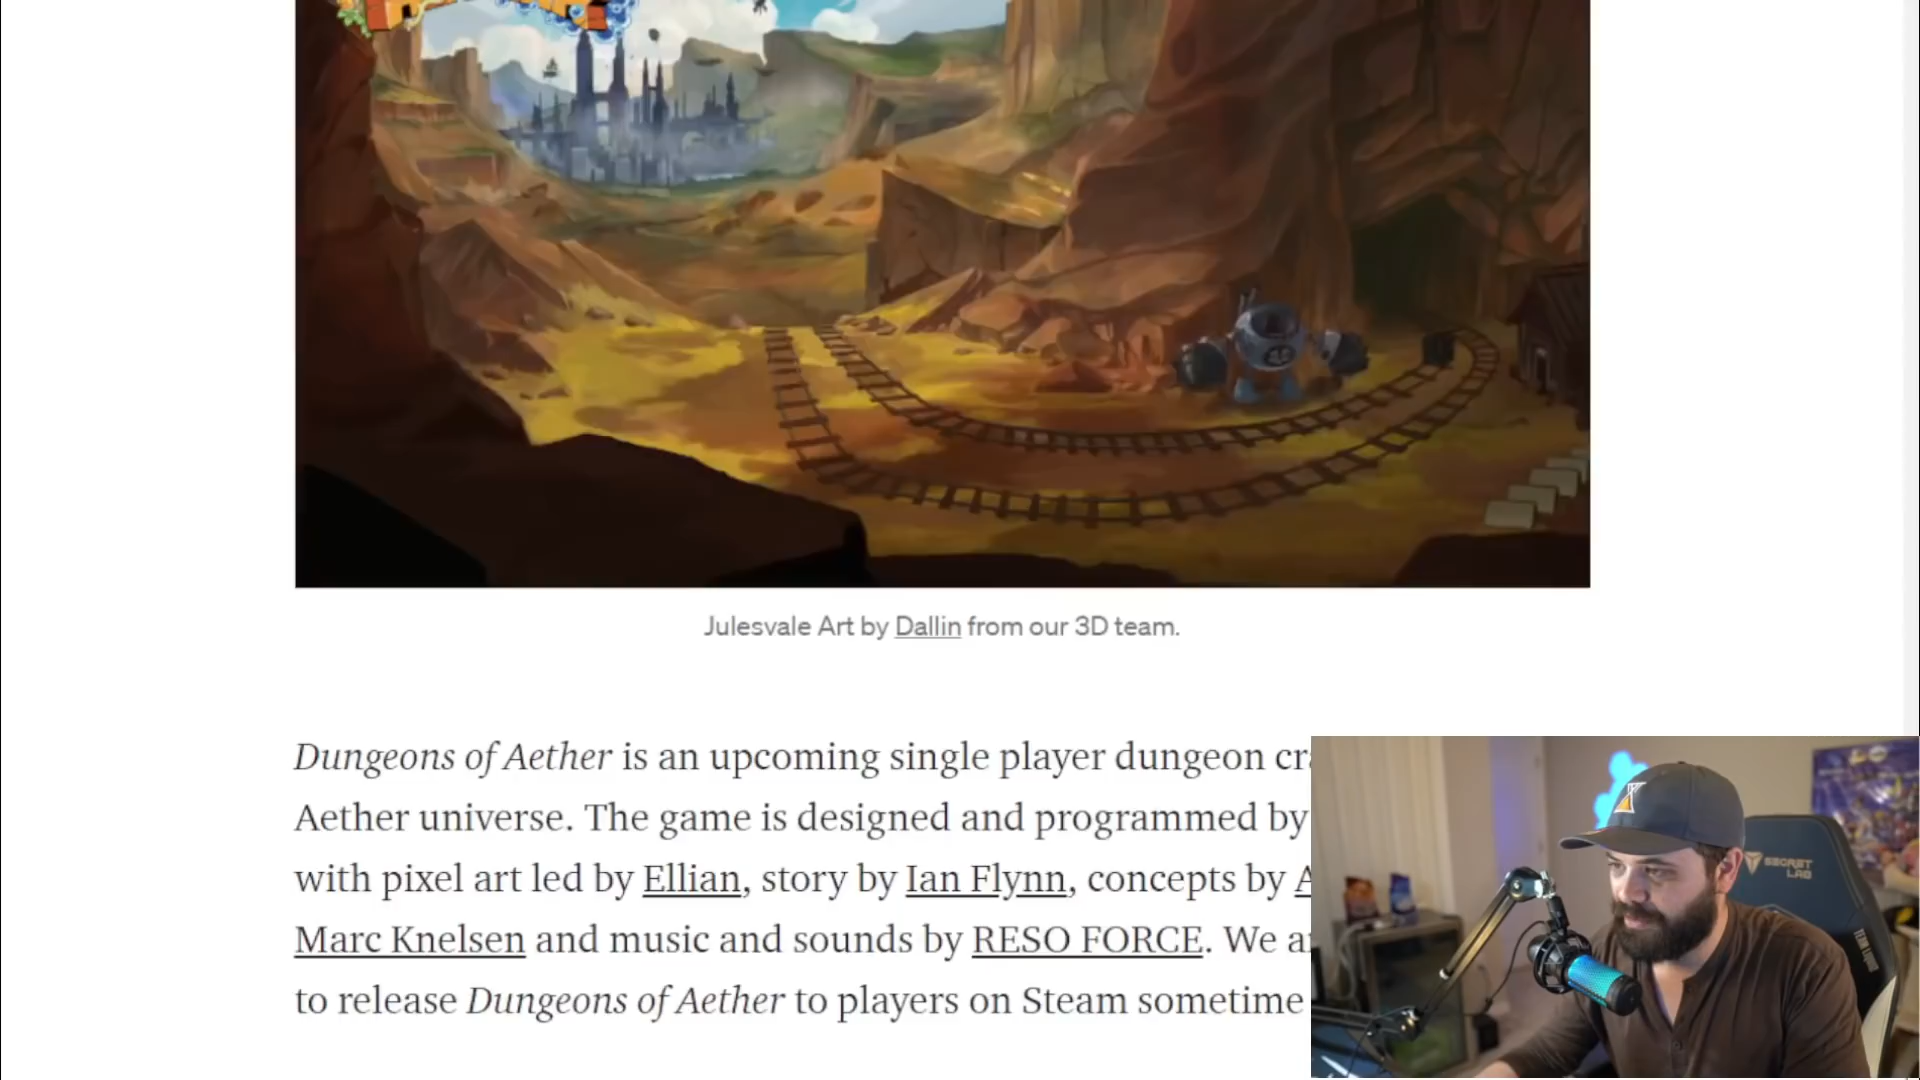 Julesvale Art by Dallin from our 3D team.
Dungeons of Aether is an upcoming single player dungeon
Aether universe. The game is designed and programmed by
with pixel art led by Ellian, story by Ian Flynn, concepts by
Marc Knelsen and music and sounds by RESO FORCE. We
to release Dungeons of Aether to players on Steam sometime
SECRET
LAB